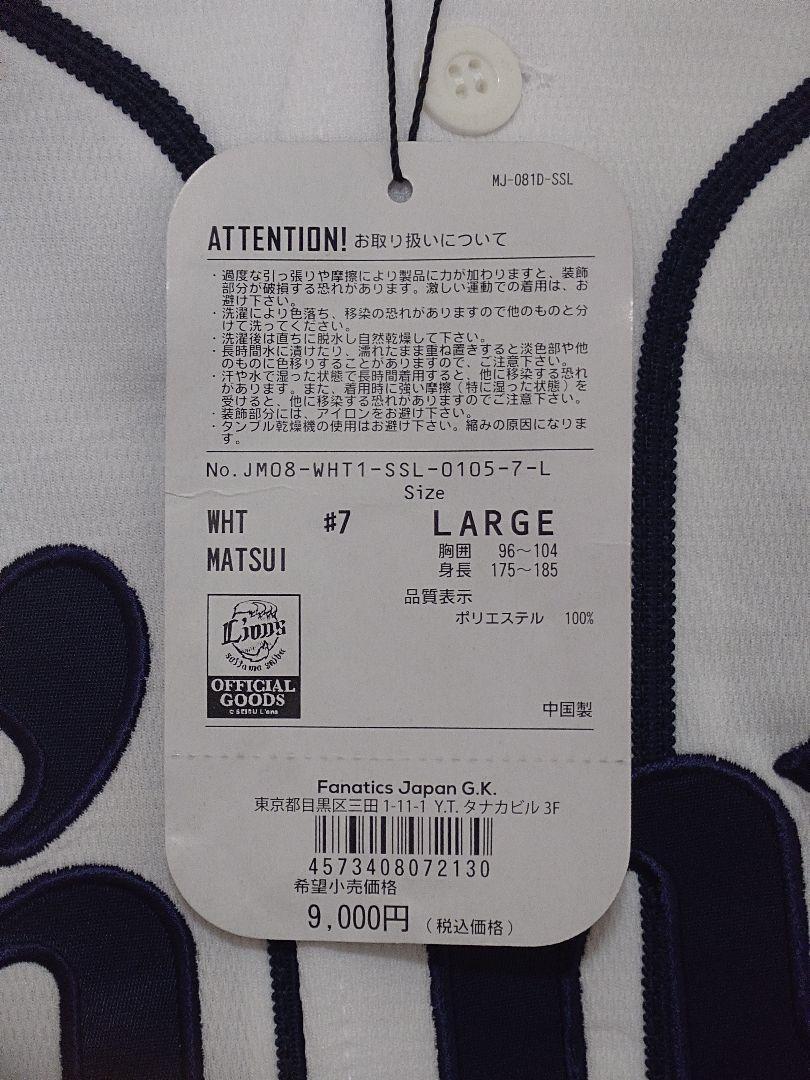 MJ-081D-SSL
ATTENTION! お取り扱いについて
・過度な引っ張りや摩擦により製品に力が加わりますと、装飾
部分が破損する恐れがあります。激しい運動での着用は、お
避け下さい。
・洗濯により色落ち、移染の恐れがありますので他のものと分
けて洗ってください。
・洗濯後は直ちに脱水し自然乾燥して下さい。
・長時間水に漬けたり、濡れたまま重ね置きすると淡色部や他
のものに色移りすることがありますので、ご注意下さい。
・汗や水で湿った状態で長時間着用すると、他に移染する恐れ
があります。また、着用時に強い摩擦（特に湿った状態）を
受けると、他に移染する恐れがありますのでご注意下さい。
・装飾部分には、アイロンをお避け下さい。
・タンブル乾燥機の使用はお避け下さい。縮みの原因になりま
す。
No.JM08-WHT1-SSL-0105-7-L
Size
WHT #7 LARGE
MATSUI 胸囲 96～104
身長 175～185
品質表示
ポリエステル 100%
Lions
saitama seibu
OFFICIAL
GOODS
© SEIBU Lions
中国製
Fanatics Japan G.K.
東京都目黒区三田 1-11-1 Y.T. タナカビル 3F
4573408072130
希望小売価格
9,000円（税込価格）